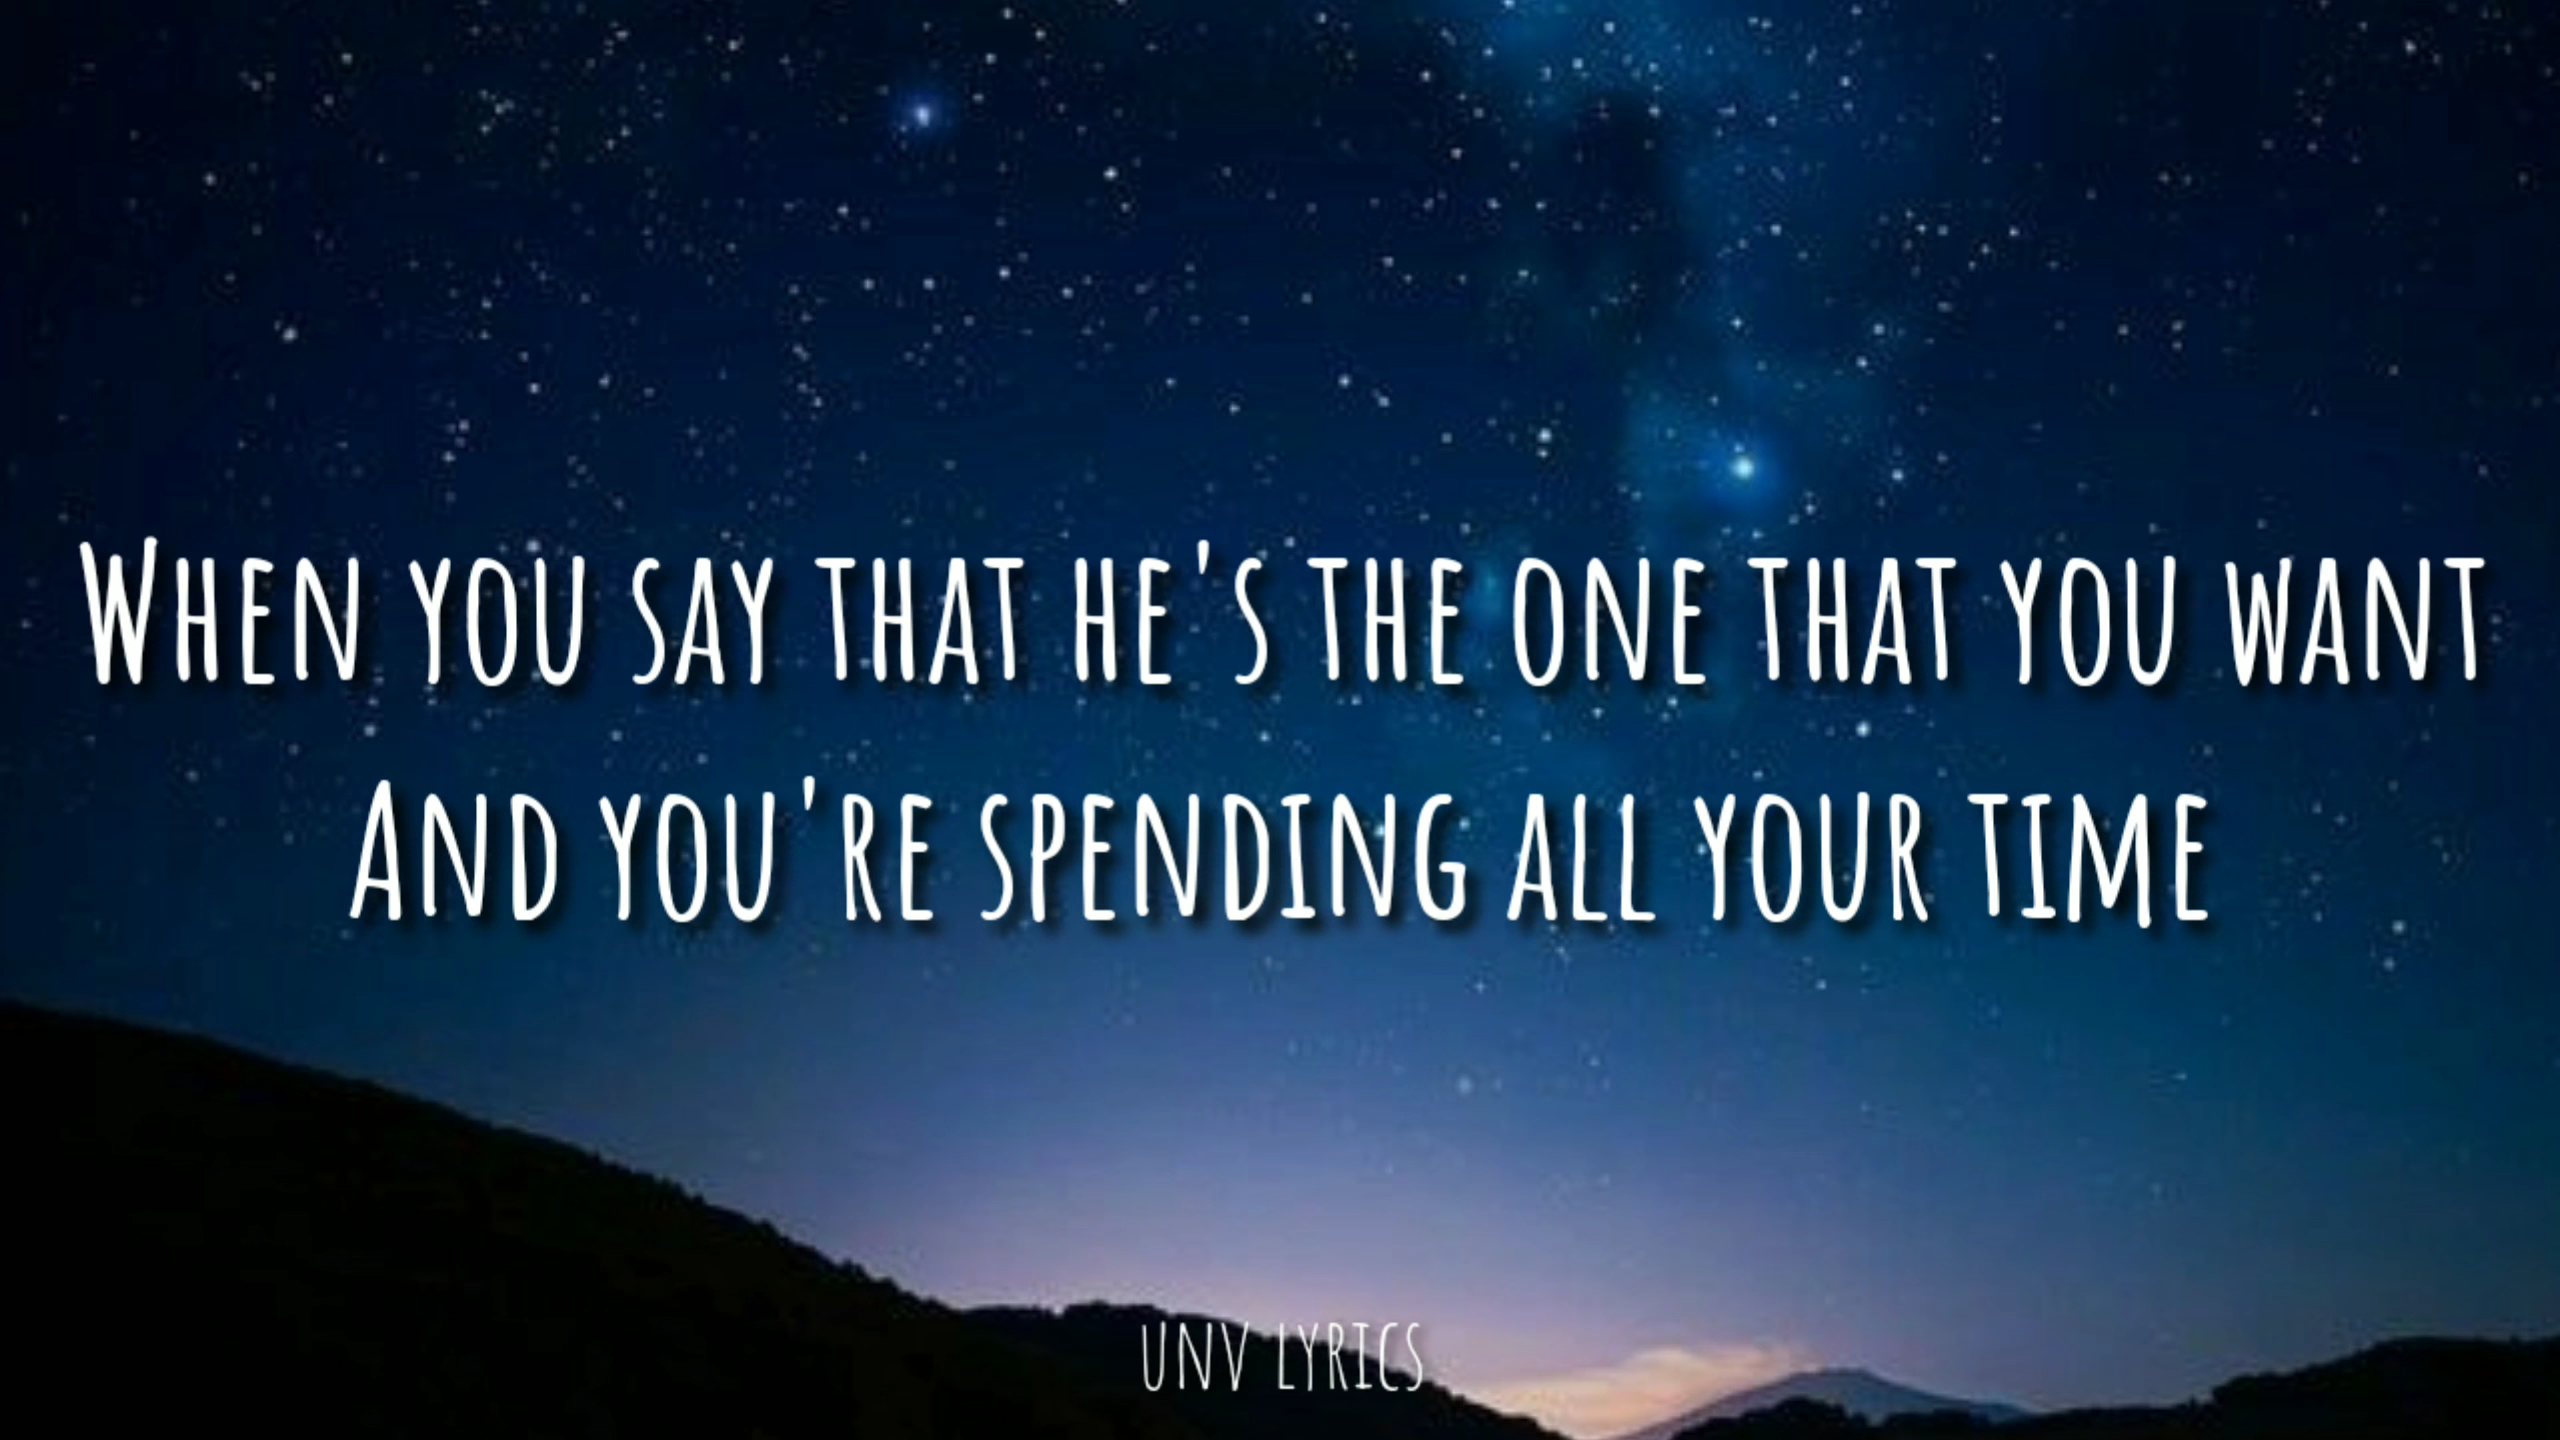 When you say that he's the one that you want
And you're spending all your time
UNV LYRICS